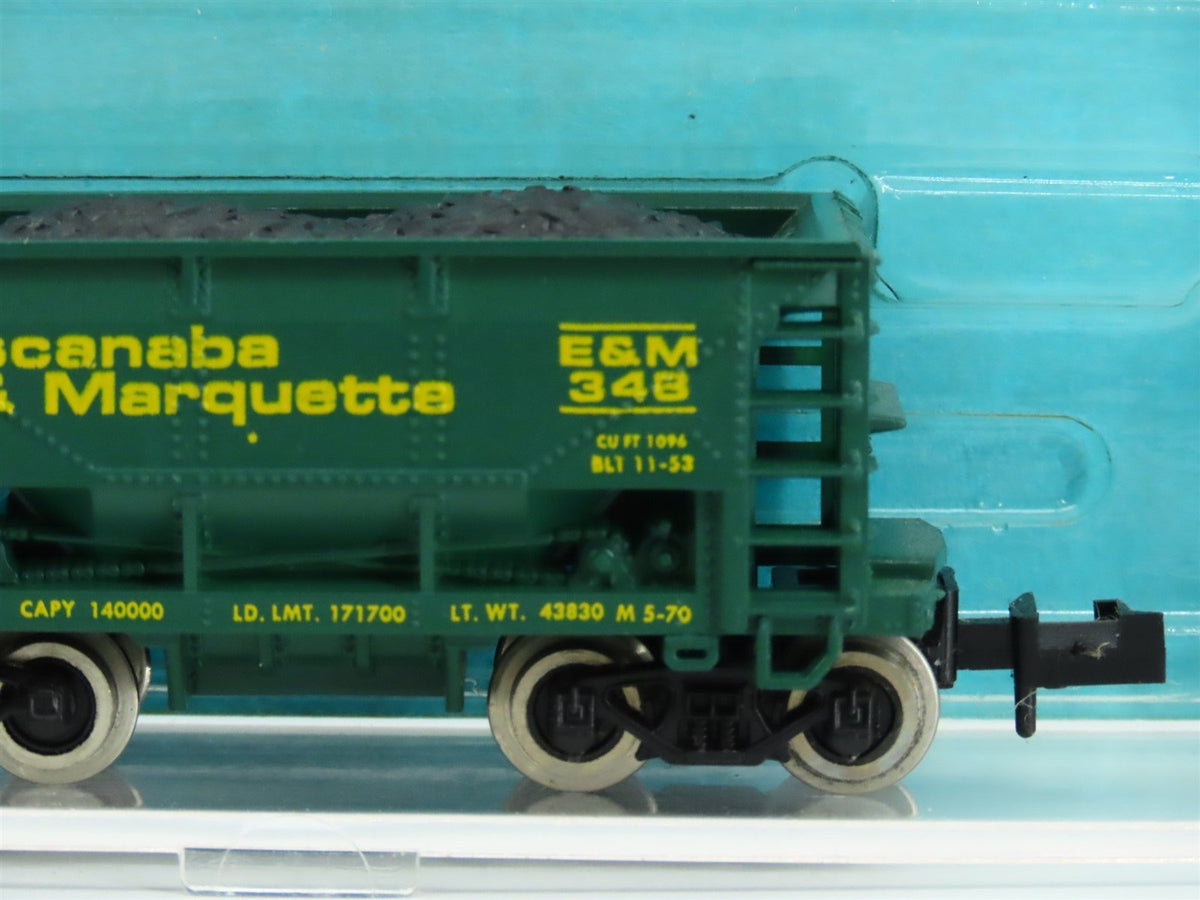 scanaba
& Marquette
E&M
348
CU FT 1096
BLT 11-53
CAPY 140000 LD. LMT. 171700 LT. WT. 43830 M 5-70